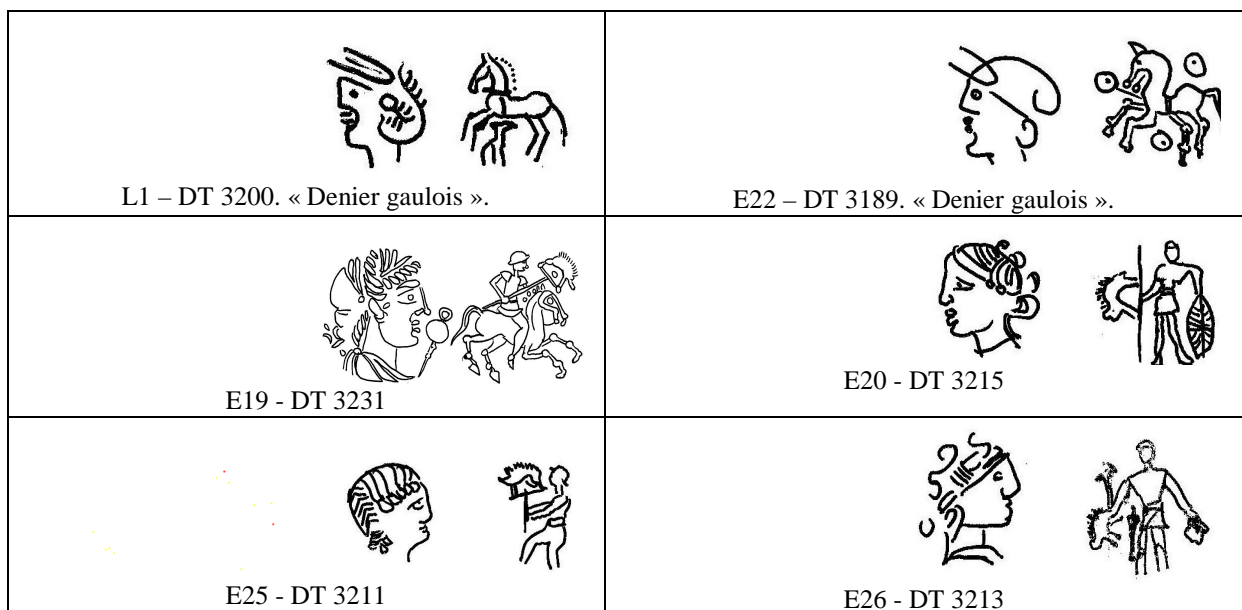 L1 – DT 3200. « Denier gaulois ».
E22 – DT 3189. « Denier gaulois ».
E19 - DT 3231
E20 - DT 3215
E25 - DT 3211
E26 - DT 3213